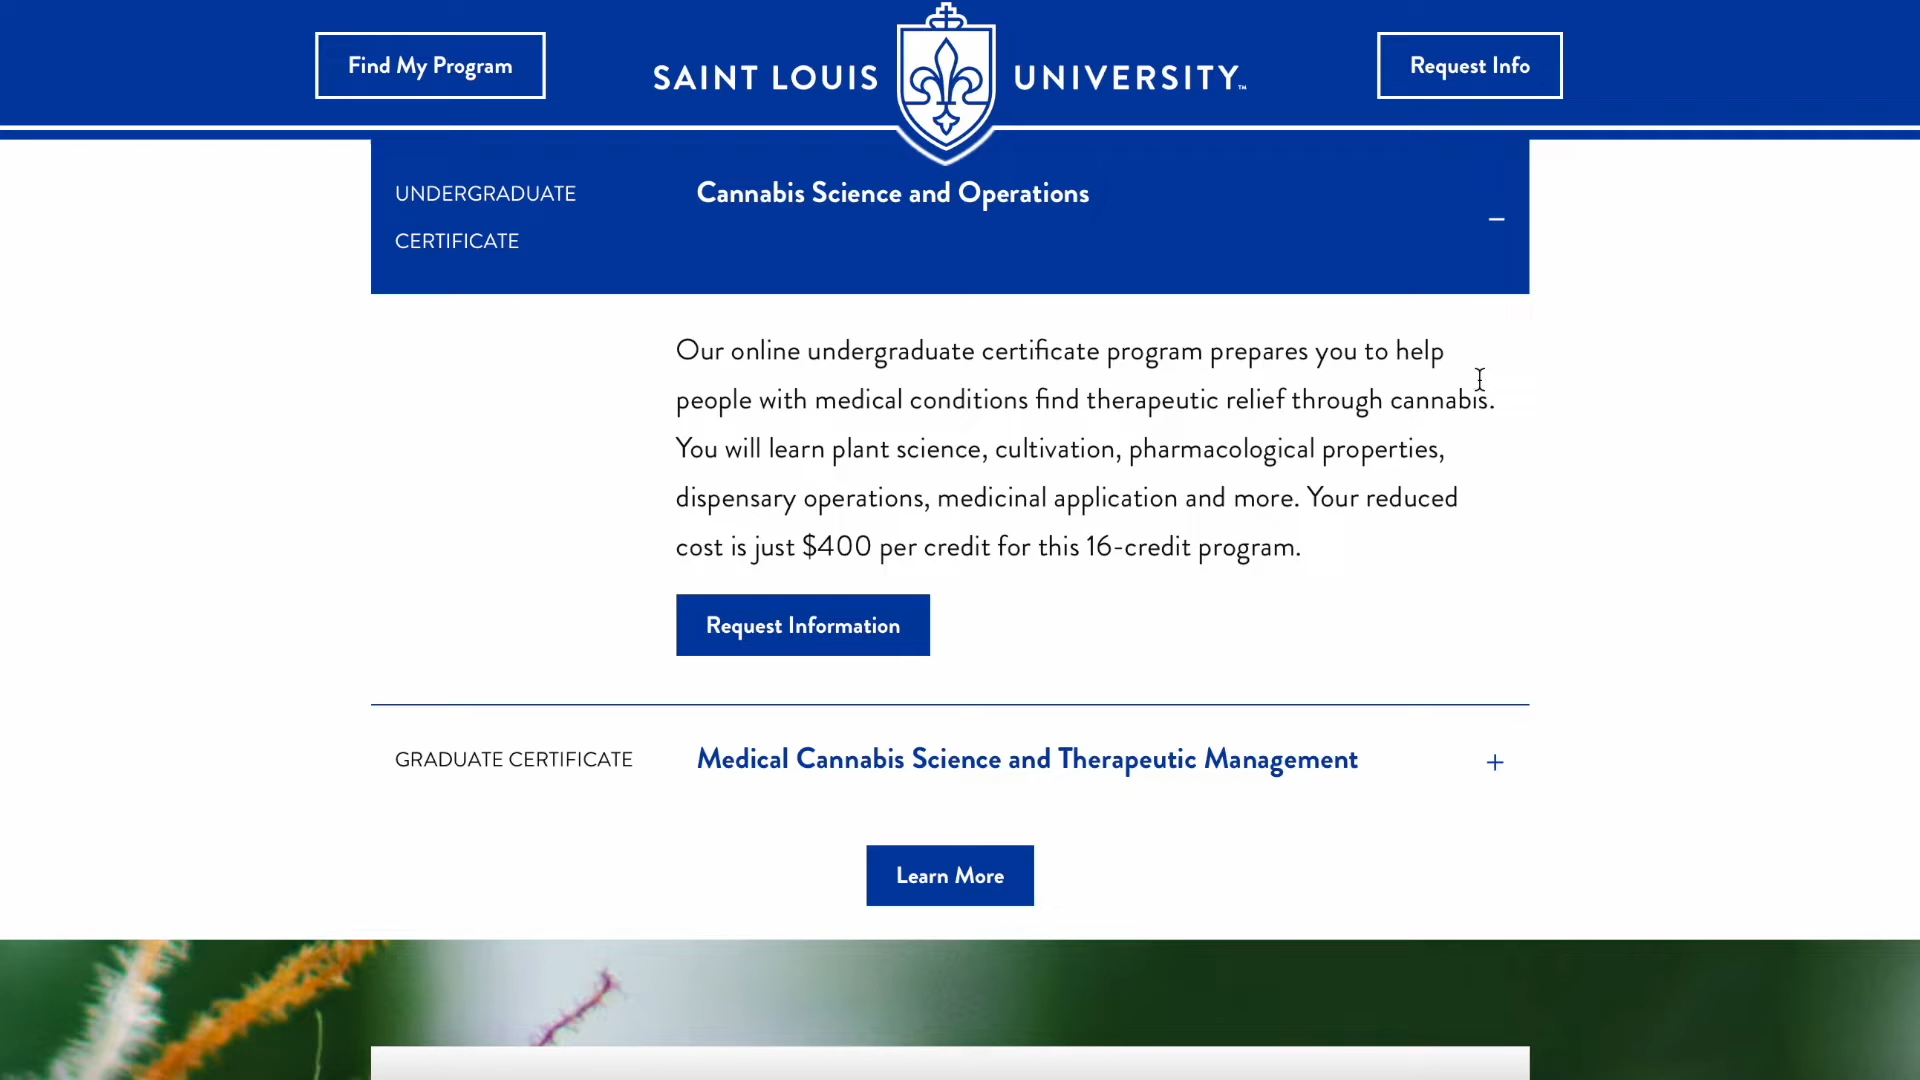 Find My Program
SAINT LOUIS UNIVERSITY™
Request Info
UNDERGRADUATE
CERTIFICATE
Cannabis Science and Operations
Our online undergraduate certificate program prepares you to help
people with medical conditions find therapeutic relief through cannabis.
You will learn plant science, cultivation, pharmacological properties,
dispensary operations, medicinal application and more. Your reduced
cost is just $400 per credit for this 16-credit program.
Request Information
GRADUATE CERTIFICATE
Medical Cannabis Science and Therapeutic Management
Learn More